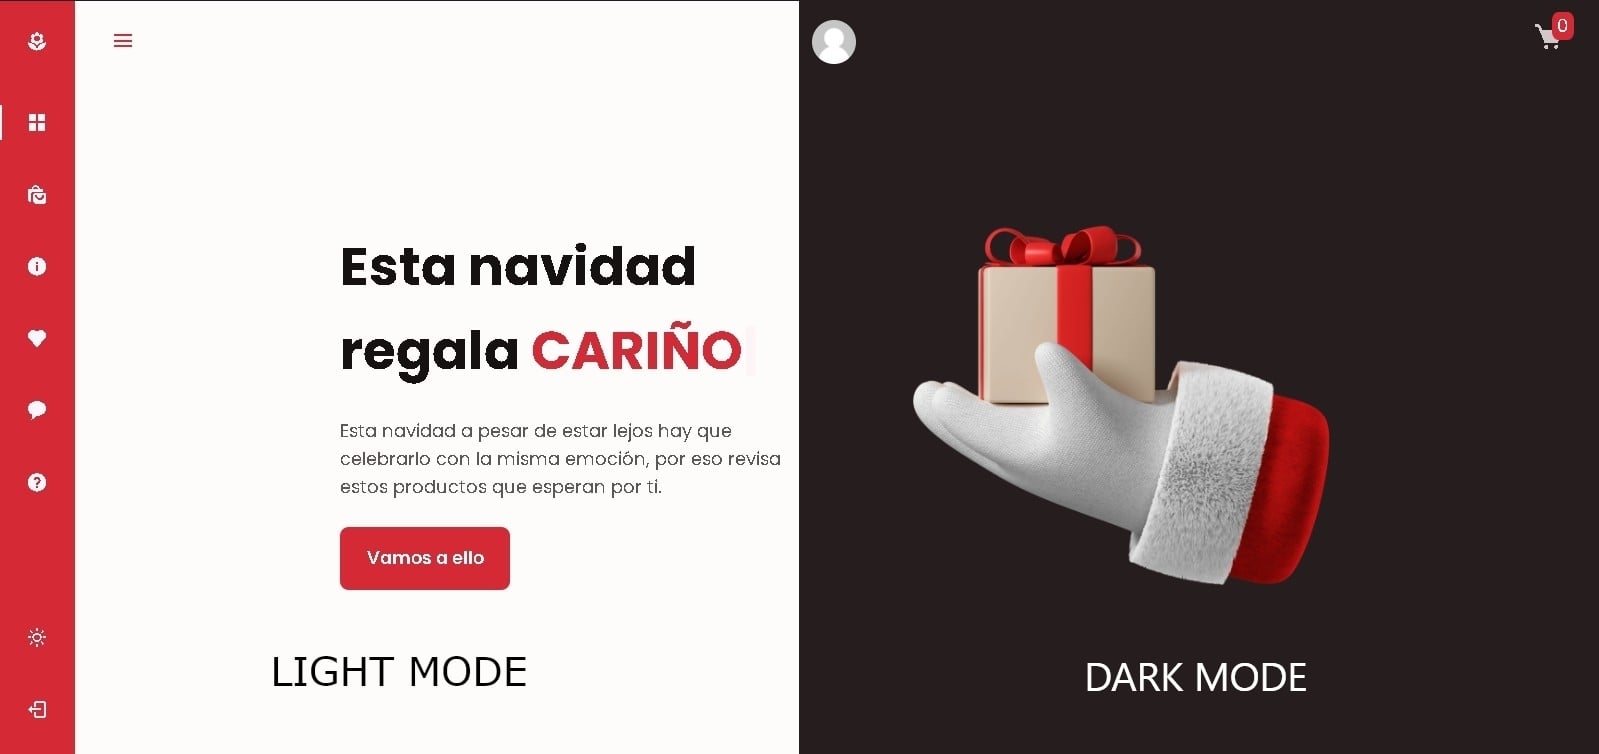 0
Esta navidad
regala CARIÑO
Esta navidad a pesar de estar lejos hay que
celebrarlo con la misma emoción, por eso revisa
estos productos que esperan por ti.
Vamos a ello
LIGHT MODE
DARK MODE